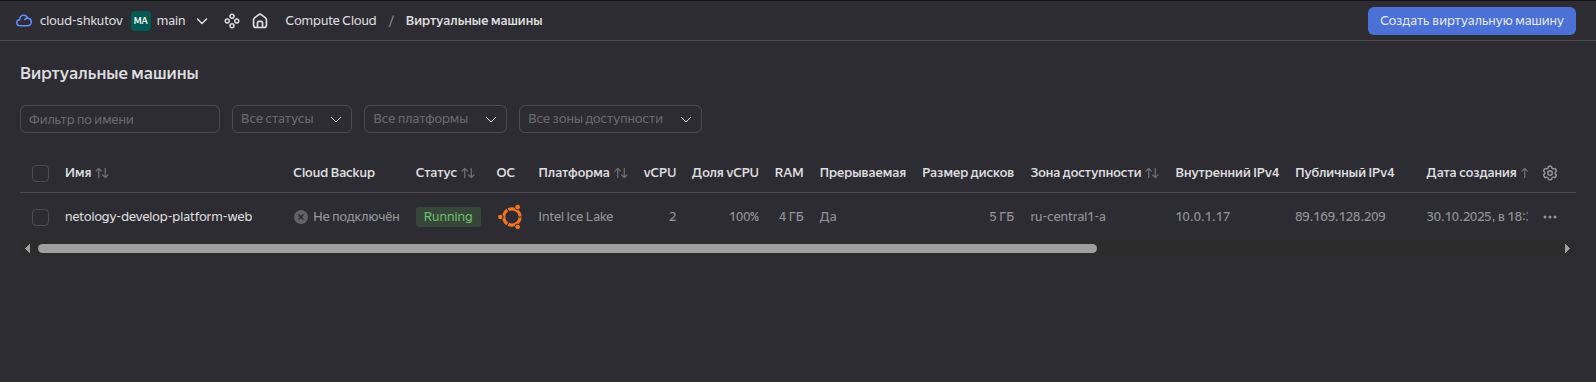 cloud-shkutov MA main Compute Cloud / Виртуальные машины Создать виртуальную машину
Виртуальные машины
Фильтр по имени Все статусы Все платформы Все зоны доступности
Имя Cloud Backup Статус ОС Платформа vCPU Доля vCPU RAM Прерываемая Размер дисков Зона доступности Внутренний IPv4 Публичный IPv4 Дата создания
netology-develop-platform-web Не подключён Running Intel Ice Lake 2 100% 4 ГБ Да 5 ГБ ru-central1-a 10.0.1.17 89.169.128.209 30.10.2025, в 18: